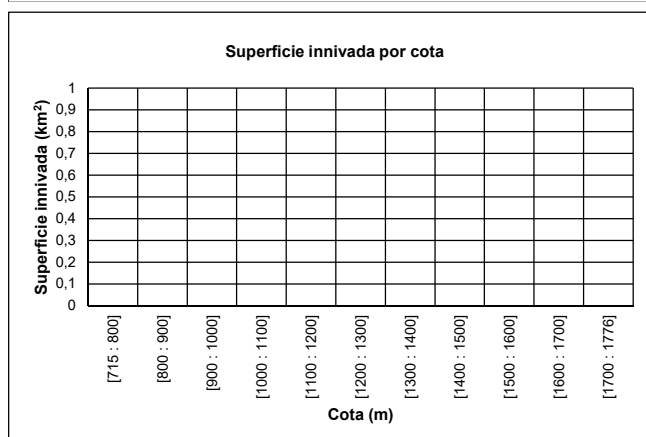 Superficie innivada por cota
Superficie innivada (km²)
1
0,9
0,8
0,7
0,6
0,5
0,4
0,3
0,2
0,1
0
[715 : 800]
[800 : 900]
[900 : 1000]
[1000 : 1100]
[1100 : 1200]
[1200 : 1300]
[1300 : 1400]
[1400 : 1500]
[1500 : 1600]
[1600 : 1700]
[1700 : 1776]
Cota (m)